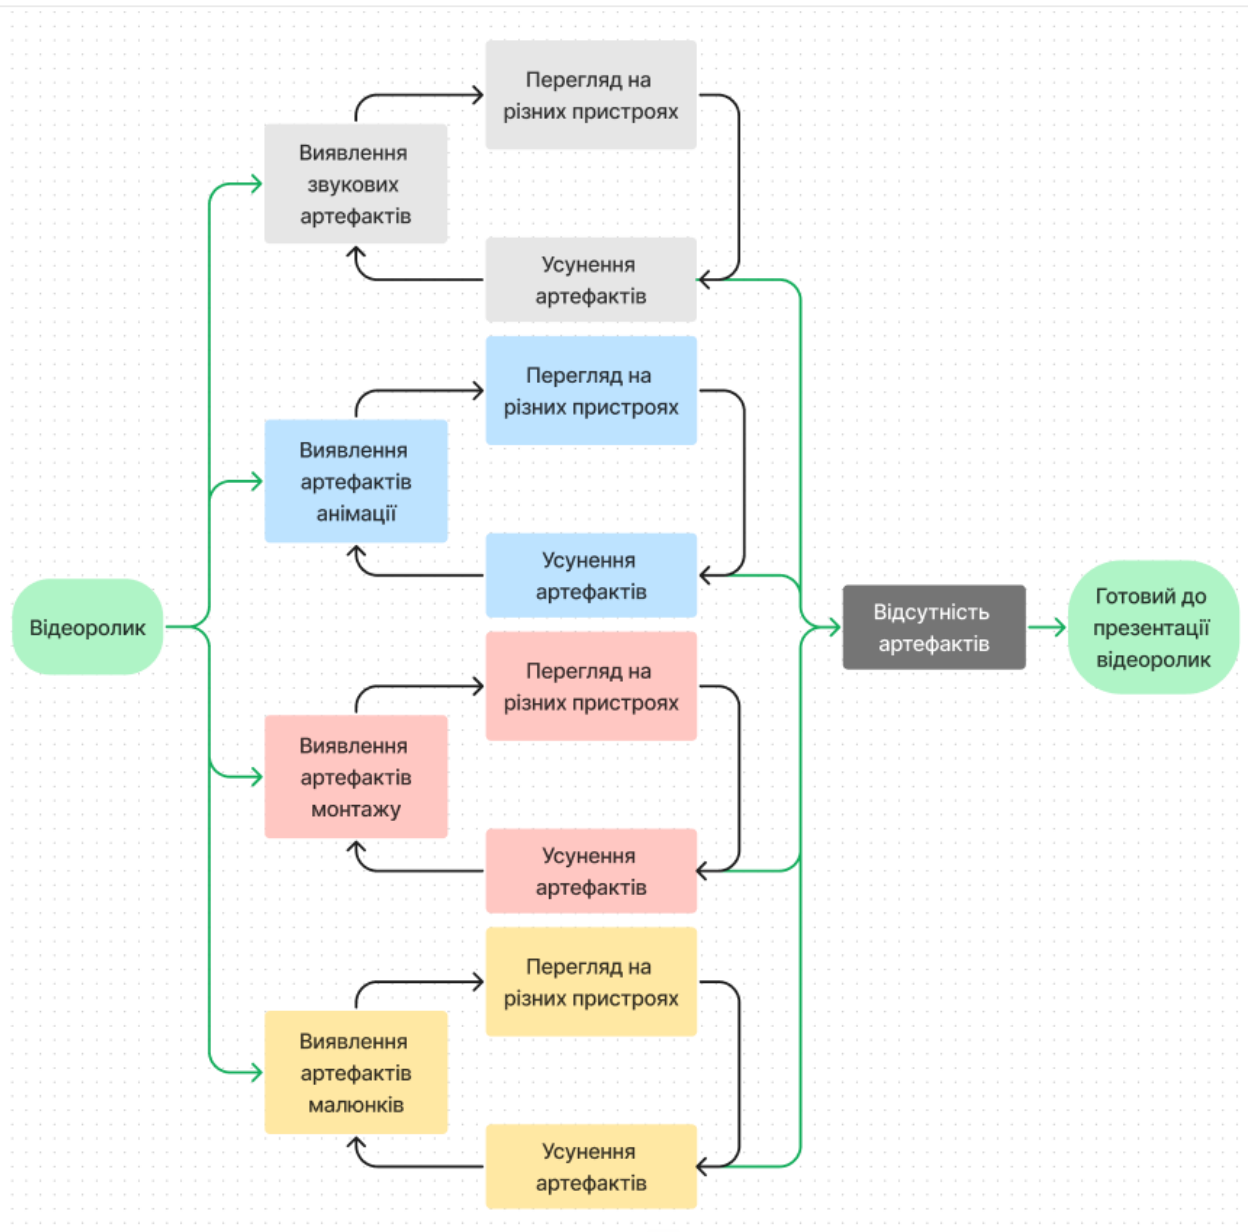 Перегляд на
різних пристроях
Виявлення
звукових
артефактів
Усунення
артефактів
Перегляд на
різних пристроях
Виявлення
артефактів
анімації
Усунення
артефактів
Відеоролик
Відсутність
артефактів
Готовий до
презентації
відеоролик
Перегляд на
різних пристроях
Виявлення
артефактів
монтажу
Усунення
артефактів
Перегляд на
різних пристроях
Виявлення
артефактів
малюнків
Усунення
артефактів